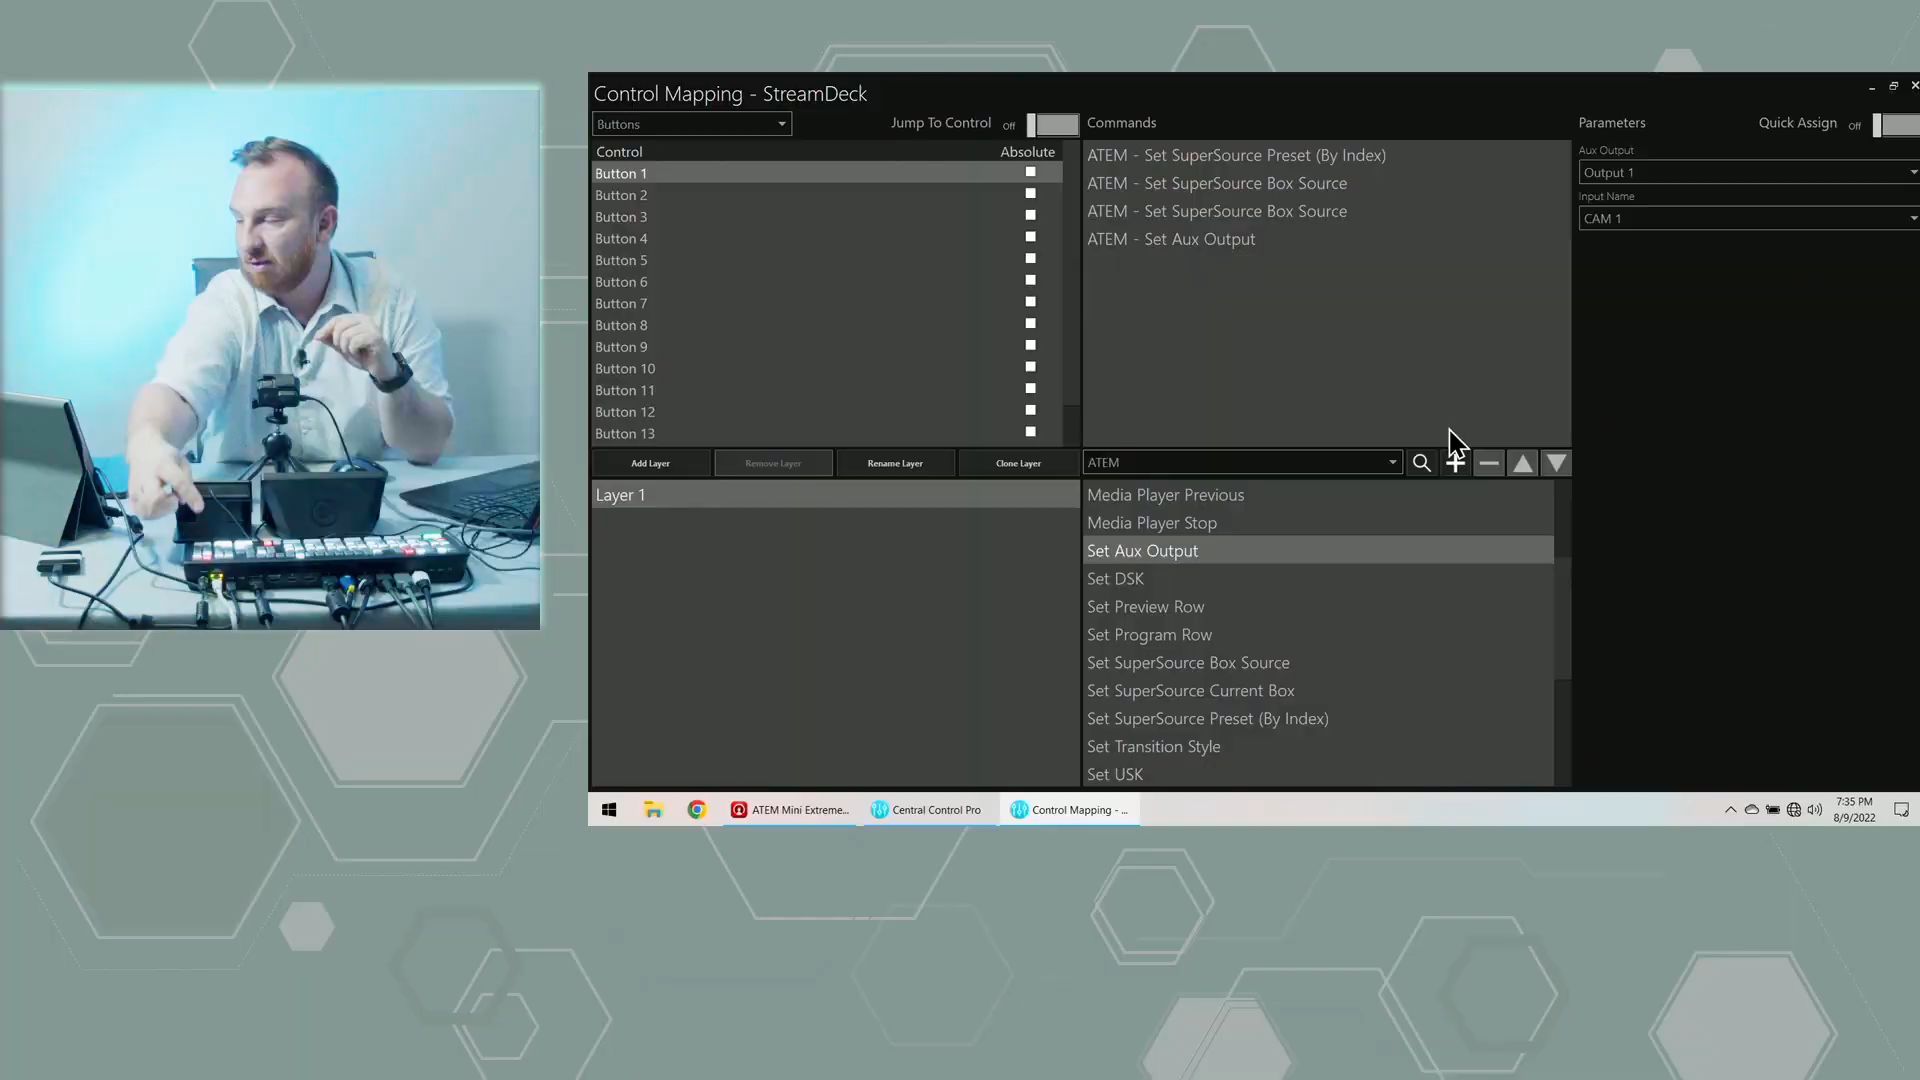 Control Mapping - StreamDeck
Buttons
Jump To Control Off
Commands
Parameters
Quick Assign Off
Control Absolute
Button 1
Button 2
Button 3
Button 4
Button 5
Button 6
Button 7
Button 8
Button 9
Button 10
Button 11
Button 12
Button 13
ATEM - Set SuperSource Preset (By Index)
ATEM - Set SuperSource Box Source
ATEM - Set SuperSource Box Source
ATEM - Set Aux Output
Aux Output
Output 1
Input Name
CAM 1
Add Layer
Remove Layer
Rename Layer
Clone Layer
ATEM
Layer 1
Media Player Previous
Media Player Stop
Set Aux Output
Set DSK
Set Preview Row
Set Program Row
Set SuperSource Box Source
Set SuperSource Current Box
Set SuperSource Preset (By Index)
Set Transition Style
Set USK
ATEM Mini Extreme...
Central Control Pro
Control Mapping - ...
7:35 PM
8/9/2022